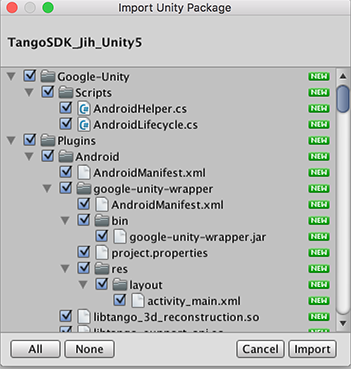 Import Unity Package
TangoSDK_Jih_Unity5
Google-Unity NEW
Scripts NEW
AndroidHelper.cs NEW
AndroidLifecycle.cs NEW
Plugins NEW
Android NEW
AndroidManifest.xml NEW
google-unity-wrapper NEW
AndroidManifest.xml NEW
bin NEW
google-unity-wrapper.jar NEW
project.properties NEW
res NEW
layout NEW
activity_main.xml NEW
libtango_3d_reconstruction.so NEW
libtango_support_api.so NEW
All None Cancel Import